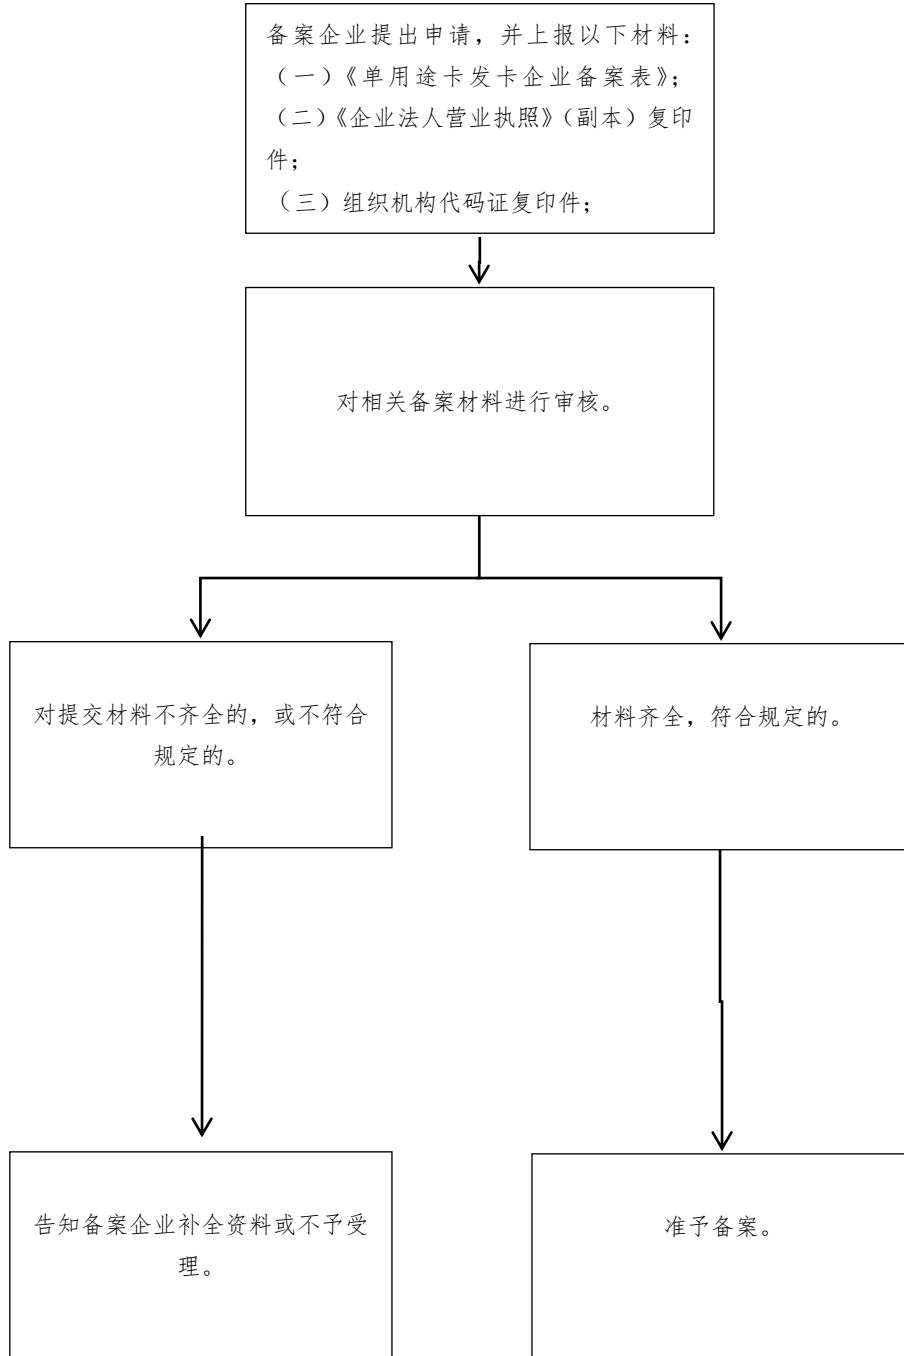 备案企业提出申请，并上报以下材料：
（一）《单用途卡发卡企业备案表》；
（二）《企业法人营业执照》（副本）复印
件；
（三）组织机构代码证复印件；
对相关备案材料进行审核。
对提交材料不齐全的，或不符合
规定的。
材料齐全，符合规定的。
告知备案企业补全资料或不予受
理。
准予备案。